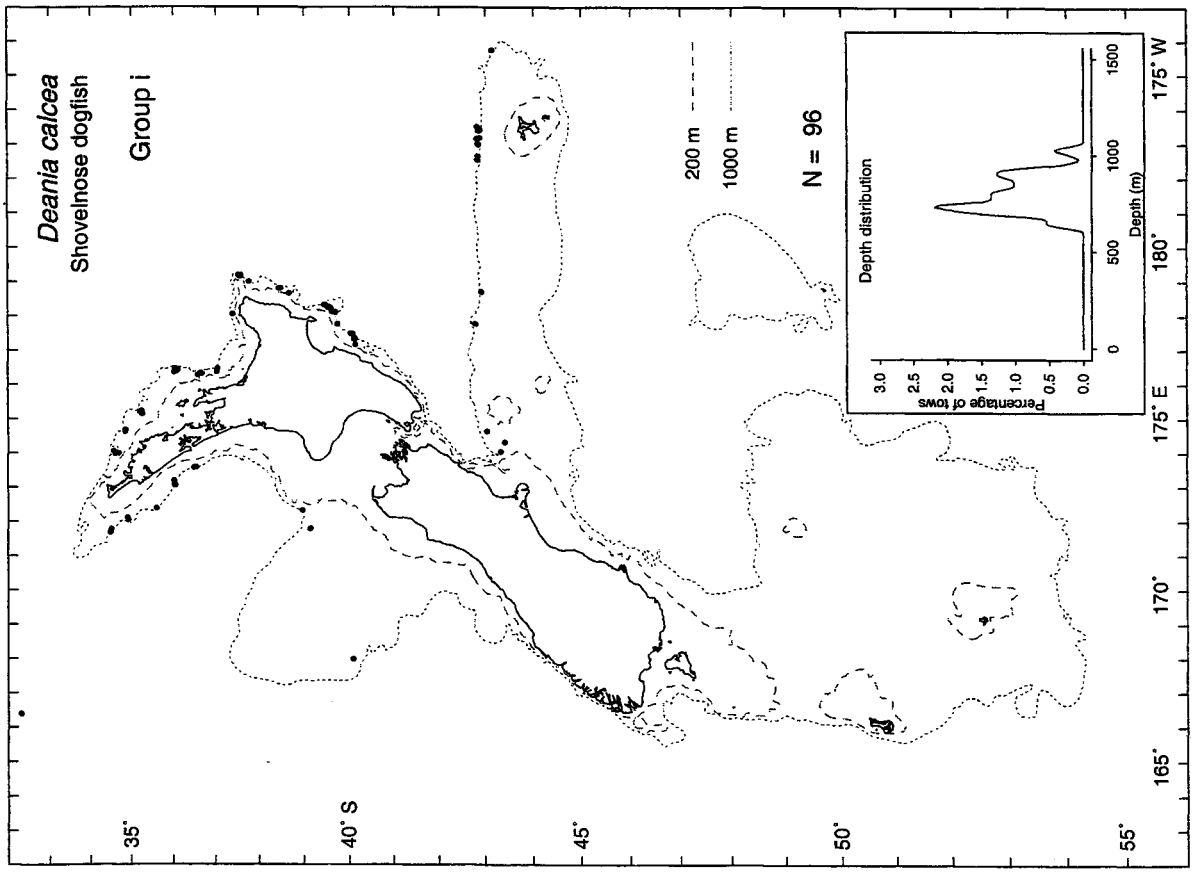 Deania calcea
Shovelnose dogfish
Group i
35°
40° S
45°
50°
55°
165°
170°
175° E
180°
175° W
200 m
1000 m
N = 96
Depth distribution
Percentage of tows
3.0
2.5
2.0
1.5
1.0
0.5
0.0
0
500
1000
1500
Depth (m)